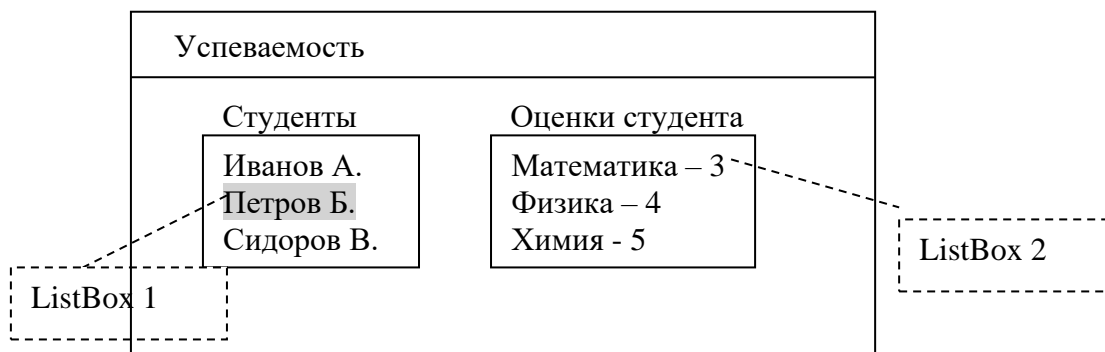 Успеваемость
Студенты
Оценки студента
Иванов А.
Петров Б.
Сидоров В.
Математика – 3
Физика – 4
Химия - 5
ListBox 1
ListBox 2